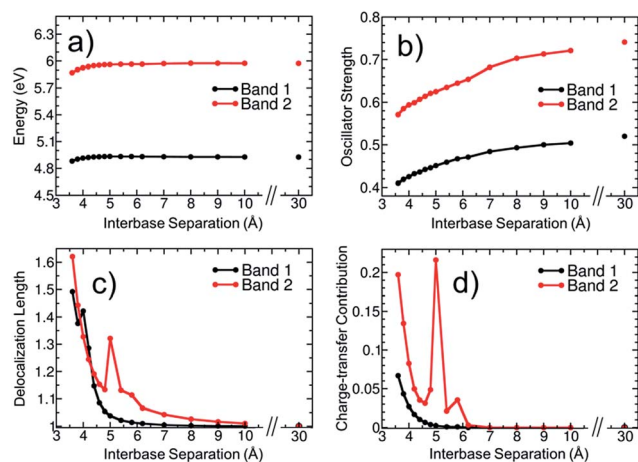 a)
6.3
6
5.7
5.4
5.1
4.8
4.5
Energy (eV)
Band 1
Band 2
3 4 5 6 7 8 9 10 // 30
Interbase Separation (Å)
b)
0.8
0.7
0.6
0.5
0.4
Oscillator Strength
Band 1
Band 2
3 4 5 6 7 8 9 10 // 30
Interbase Separation (Å)
c)
1.6
1.5
1.4
1.3
1.2
1.1
1
Delocalization Length
Band 1
Band 2
3 4 5 6 7 8 9 10 // 30
Interbase Separation (Å)
d)
0.2
0.15
0.1
0.05
0
Charge-transfer Contribution
Band 1
Band 2
3 4 5 6 7 8 9 10 // 30
Interbase Separation (Å)